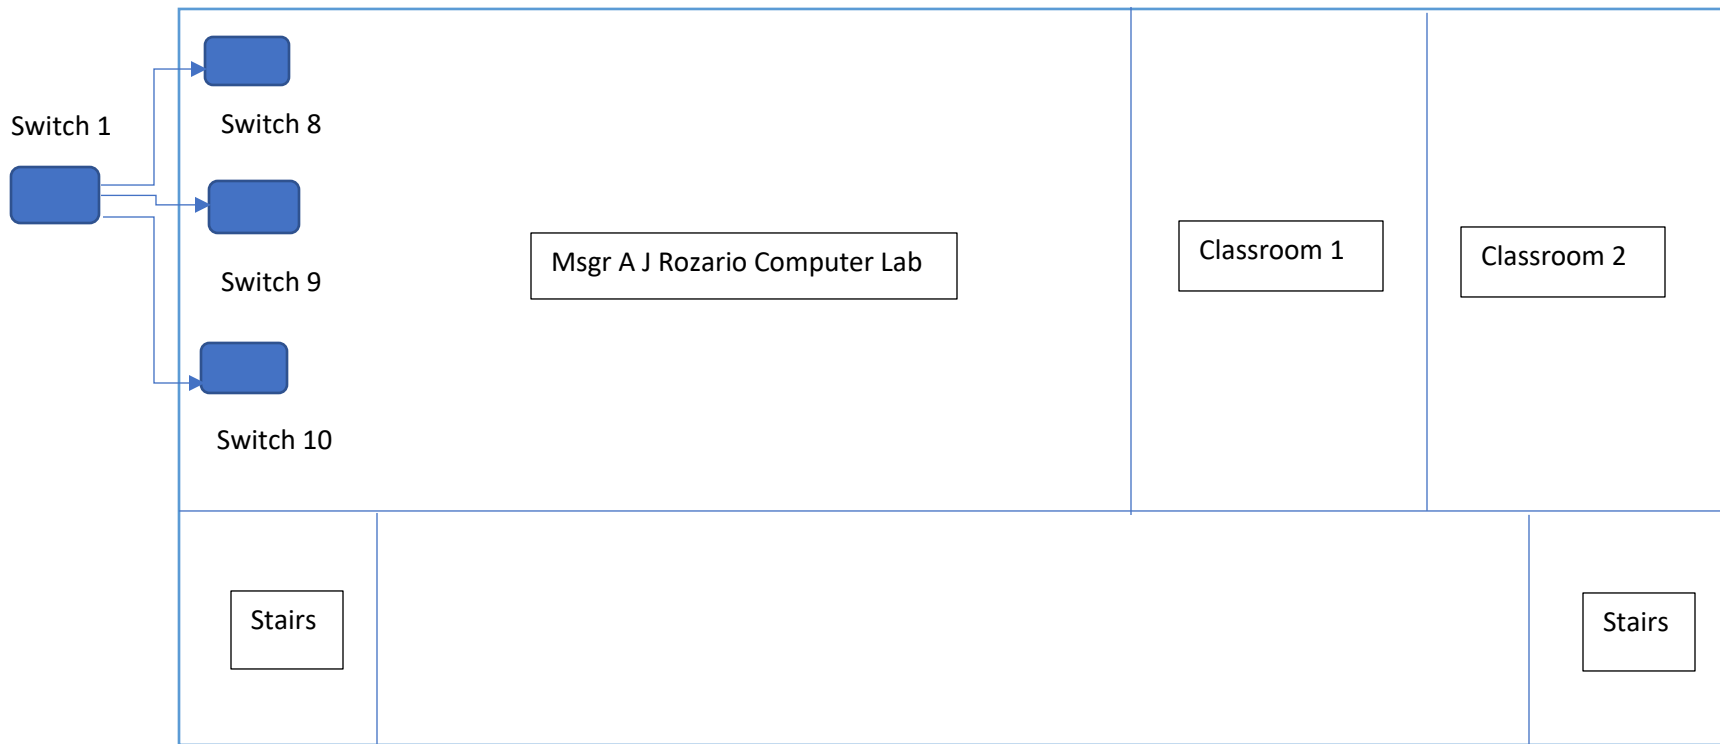 Switch 1
Switch 8
Switch 9
Switch 10
Msgr A J Rozario Computer Lab
Classroom 1
Classroom 2
Stairs
Stairs